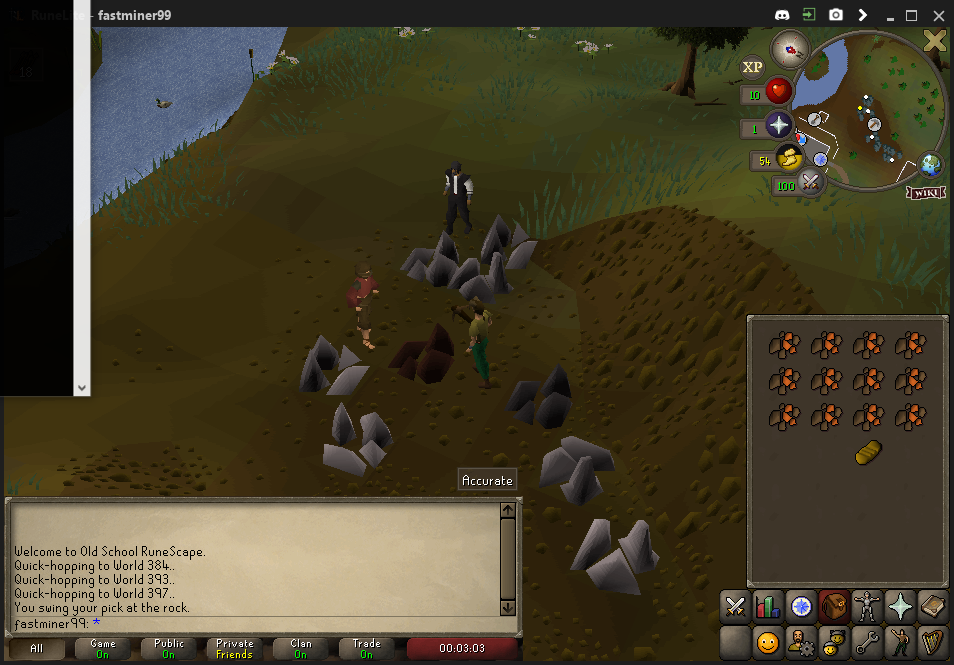 RuneLite - fastminer99
13
XP
10
1
54
100
WIKI
Accurate
Welcome to Old School RuneScape.
Quick-hopping to World 384..
Quick-hopping to World 393..
Quick-hopping to World 397..
You swing your pick at the rock.
fastminer99: *
All
Game
On
Public
On
Private
Friends
Clan
On
Trade
On
00:03:03